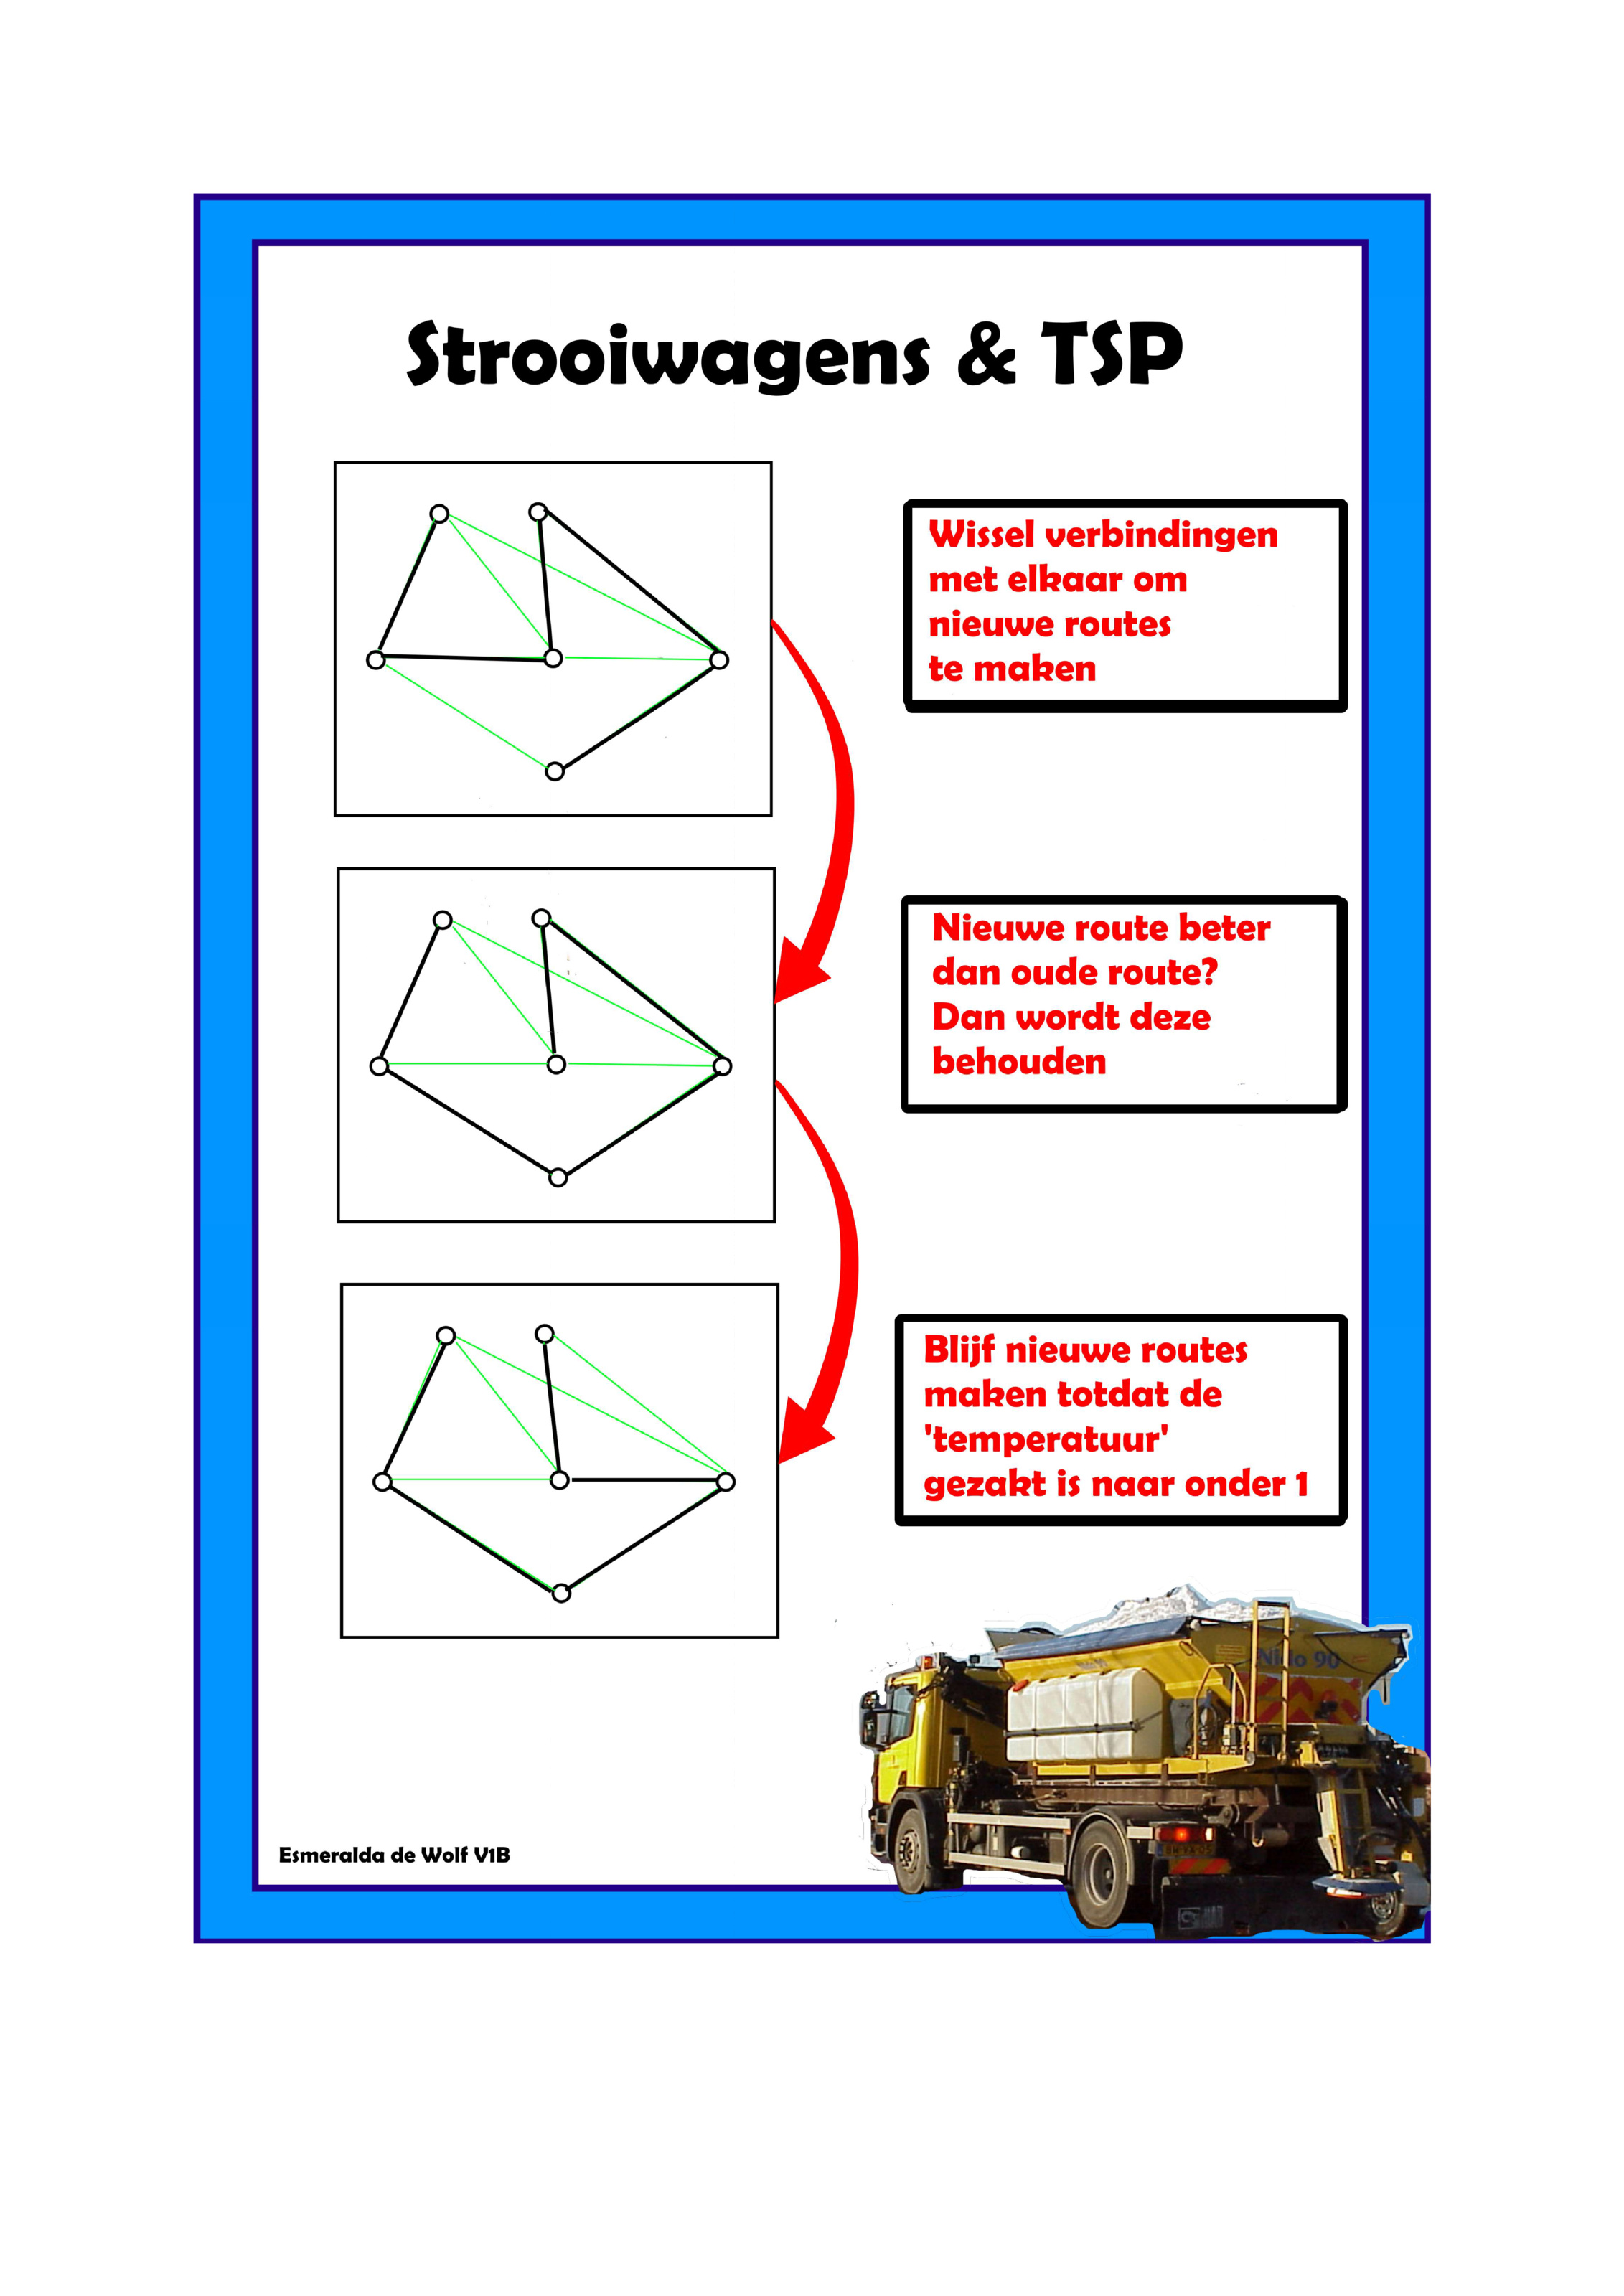 Strooiwagens & TSP
Wissel verbindingen
met elkaar om
nieuwe routes
te maken
Nieuwe route beter
dan oude route?
Dan wordt deze
behouden
Blijf nieuwe routes
maken totdat de
'temperatuur'
gezakt is naar onder 1
Nido 90
Esmeralda de Wolf V1B